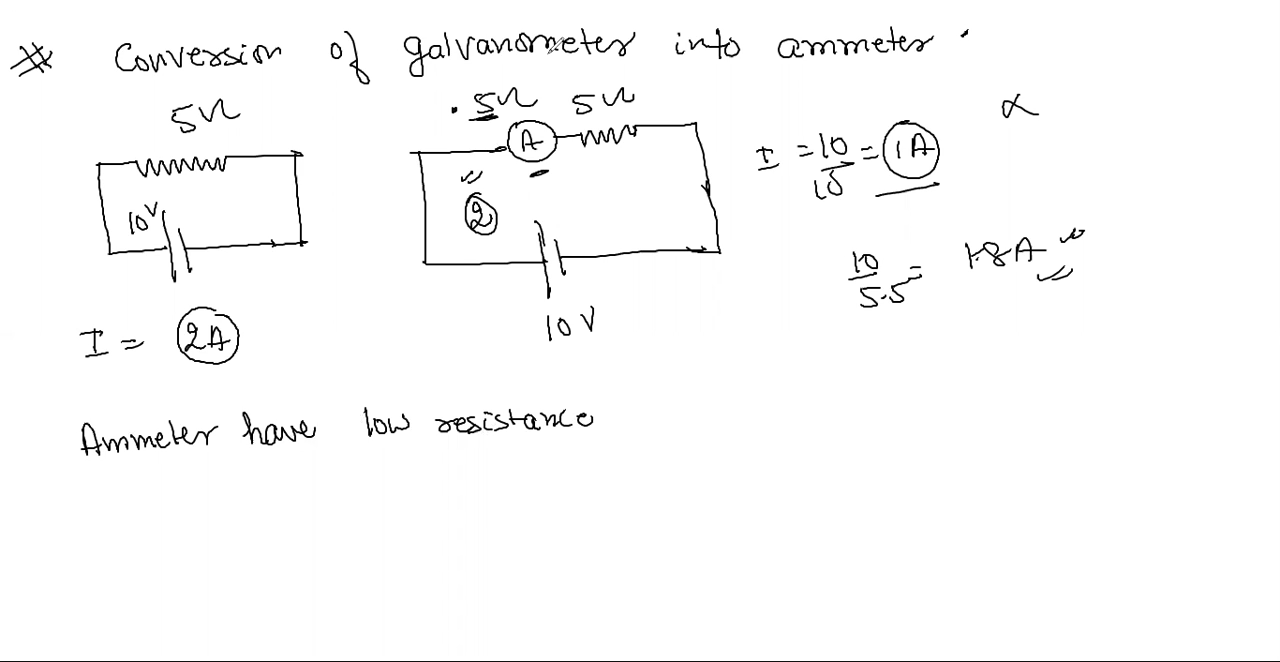 # Conversion of galvanometer into ammeter.
5Ω
10V
I = 2A
.5Ω 5Ω
A
2
10 V
I = 10/10 = 1A
α
10/5.5 = 1.8A
Ammeter have low resistance